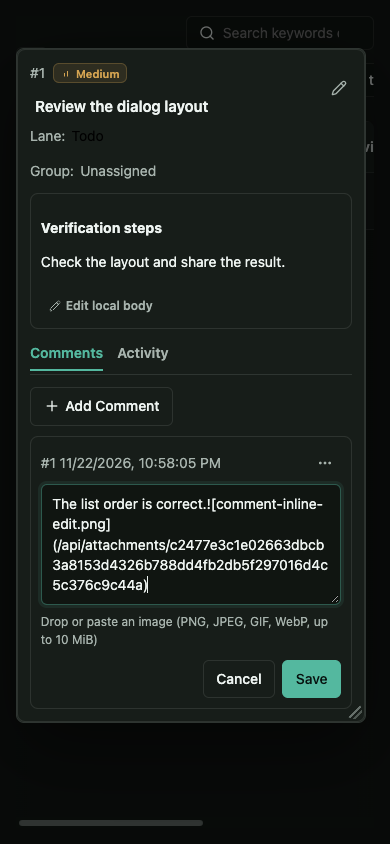 Search keywords
#1 Medium
t
Review the dialog layout
Lane: Todo
vi
Group: Unassigned
Verification steps
Check the layout and share the result.
Edit local body
Comments Activity
Add Comment
#1 11/22/2026, 10:58:05 PM
The list order is correct.![comment-inline-
edit.png]
(/api/attachments/c2477e3c1e02663dbcb
3a8153d4326b788dd4fb2db5f297016d4c
5c376c9c44a)
Drop or paste an image (PNG, JPEG, GIF, WebP, up
to 10 MiB)
Cancel Save